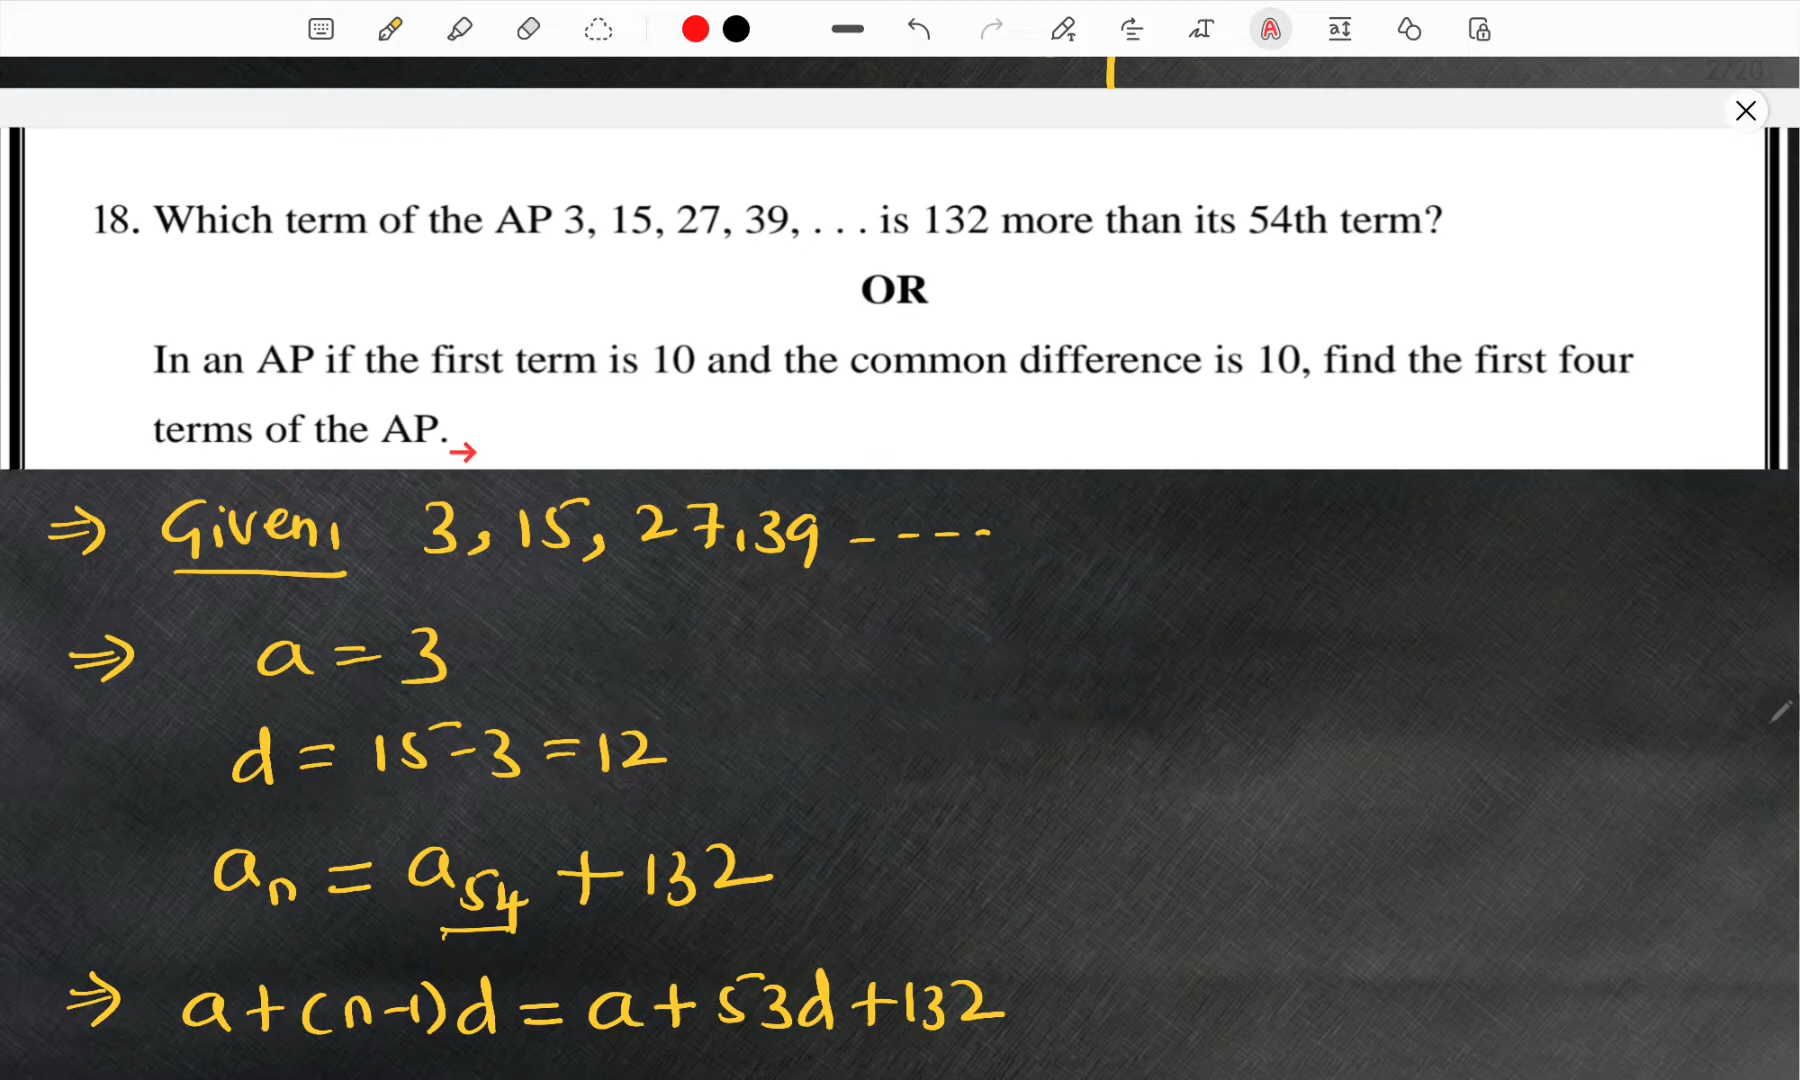 2/20
18. Which term of the AP 3, 15, 27, 39, . . . is 132 more than its 54th term?
OR
In an AP if the first term is 10 and the common difference is 10, find the first four
terms of the AP. →
⇒ Given, 3, 15, 27, 39 - - - -
⇒ a = 3
d = 15 - 3 = 12
aₙ = a₅₄ + 132
⇒ a + (n-1)d = a + 53d + 132